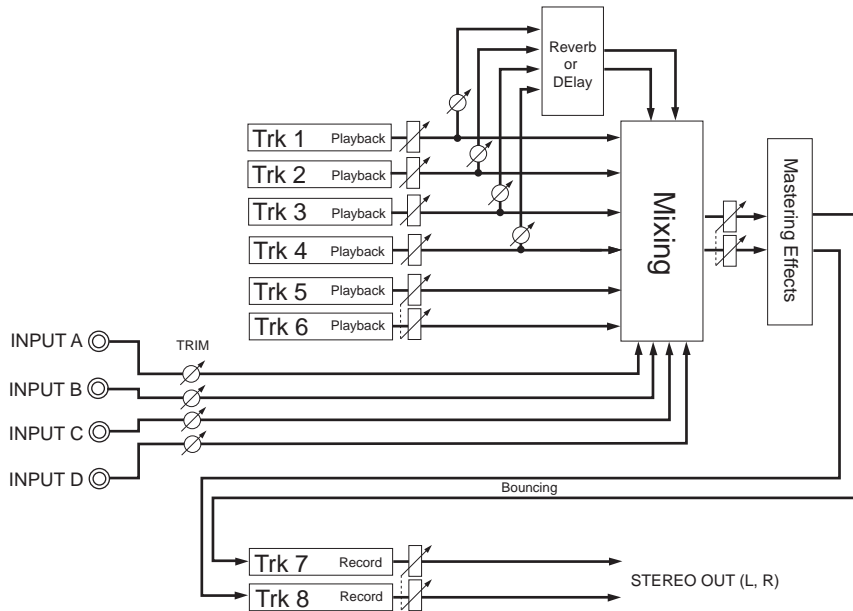 Reverb
or
DElay
Trk 1 Playback
Trk 2 Playback
Trk 3 Playback
Trk 4 Playback
Trk 5 Playback
Trk 6 Playback
Mixing
Mastering Effects
INPUT A
TRIM
INPUT B
INPUT C
INPUT D
Bouncing
Trk 7 Record
Trk 8 Record
STEREO OUT (L, R)